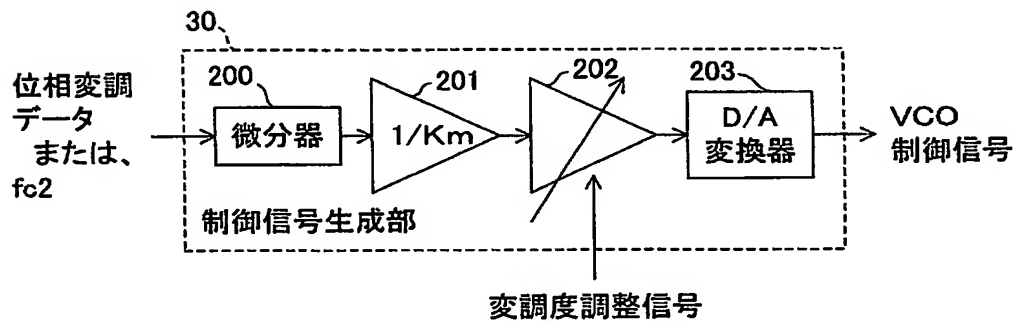 30
位相変調
データ
または、
fc2
200
微分器
201
1/Km
202
203
D/A
変換器
VCO
制御信号
制御信号生成部
変調度調整信号